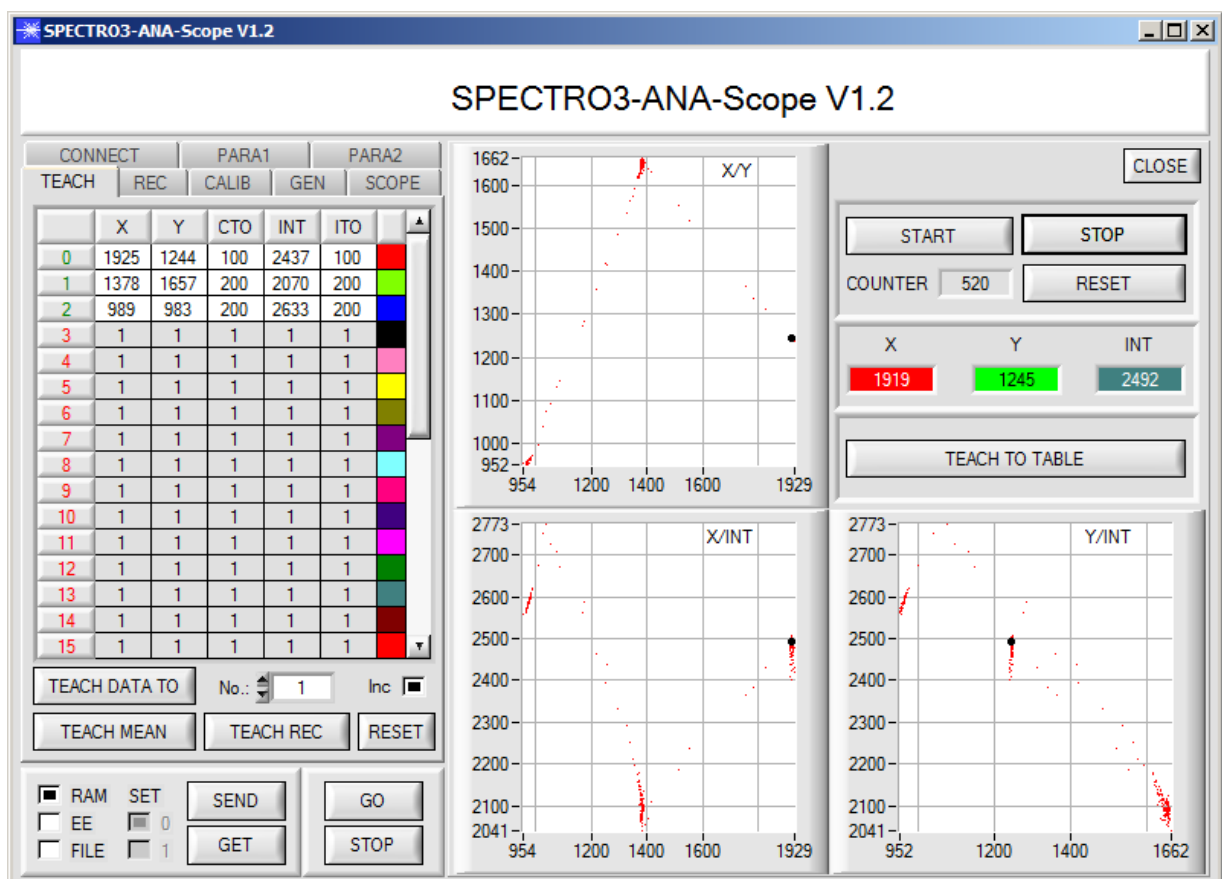 SPECTRO3-ANA-Scope V1.2
SPECTRO3-ANA-Scope V1.2
CONNECT PARA1 PARA2
TEACH REC CALIB GEN SCOPE
X Y CTO INT ITO
0 1925 1244 100 2437 100
1 1378 1657 200 2070 200
2 989 983 200 2633 200
3 1 1 1 1 1
4 1 1 1 1 1
5 1 1 1 1 1
6 1 1 1 1 1
7 1 1 1 1 1
8 1 1 1 1 1
9 1 1 1 1 1
10 1 1 1 1 1
11 1 1 1 1 1
12 1 1 1 1 1
13 1 1 1 1 1
14 1 1 1 1 1
15 1 1 1 1 1
TEACH DATA TO No.: 1 Inc
TEACH MEAN TEACH REC RESET
RAM SET SEND GO
EE 0
FILE 1 GET STOP
X/Y
1662
1600
1500
1400
1300
1200
1100
1000
952
954 1200 1400 1600 1929
X/INT
2773
2700
2600
2500
2400
2300
2200
2100
2041
954 1200 1400 1600 1929
Y/INT
2773
2700
2600
2500
2400
2300
2200
2100
2041
952 1200 1400 1662
CLOSE
START STOP
COUNTER 520 RESET
X Y INT
1919 1245 2492
TEACH TO TABLE